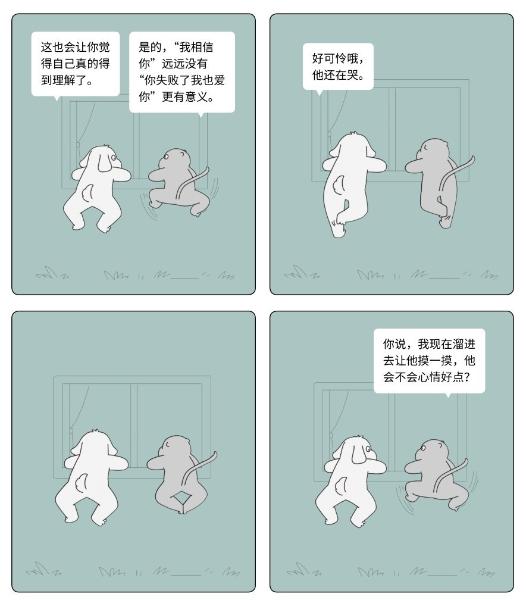 这也会让你觉
得自己真的得
到理解了。
是的，“我相信
你”远远没有
“你失败了我也爱
你”更有意义。
好可怜哦，
他还在哭。
你说，我现在溜进
去让他摸一摸，他
会不会心情好点？